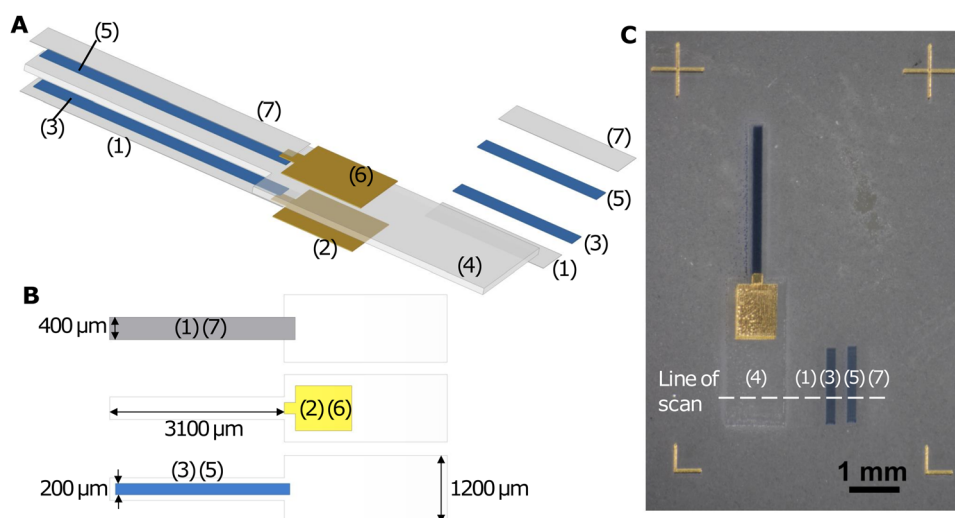 A
(5)
(3)
(1)
(7)
(6)
(2)
(4)
(7)
(5)
(3)
(1)
B
400 µm
(1) (7)
(2) (6)
3100 µm
(3) (5)
200 µm
1200 µm
C
Line of
scan
(4)
(1) (3) (5) (7)
1 mm